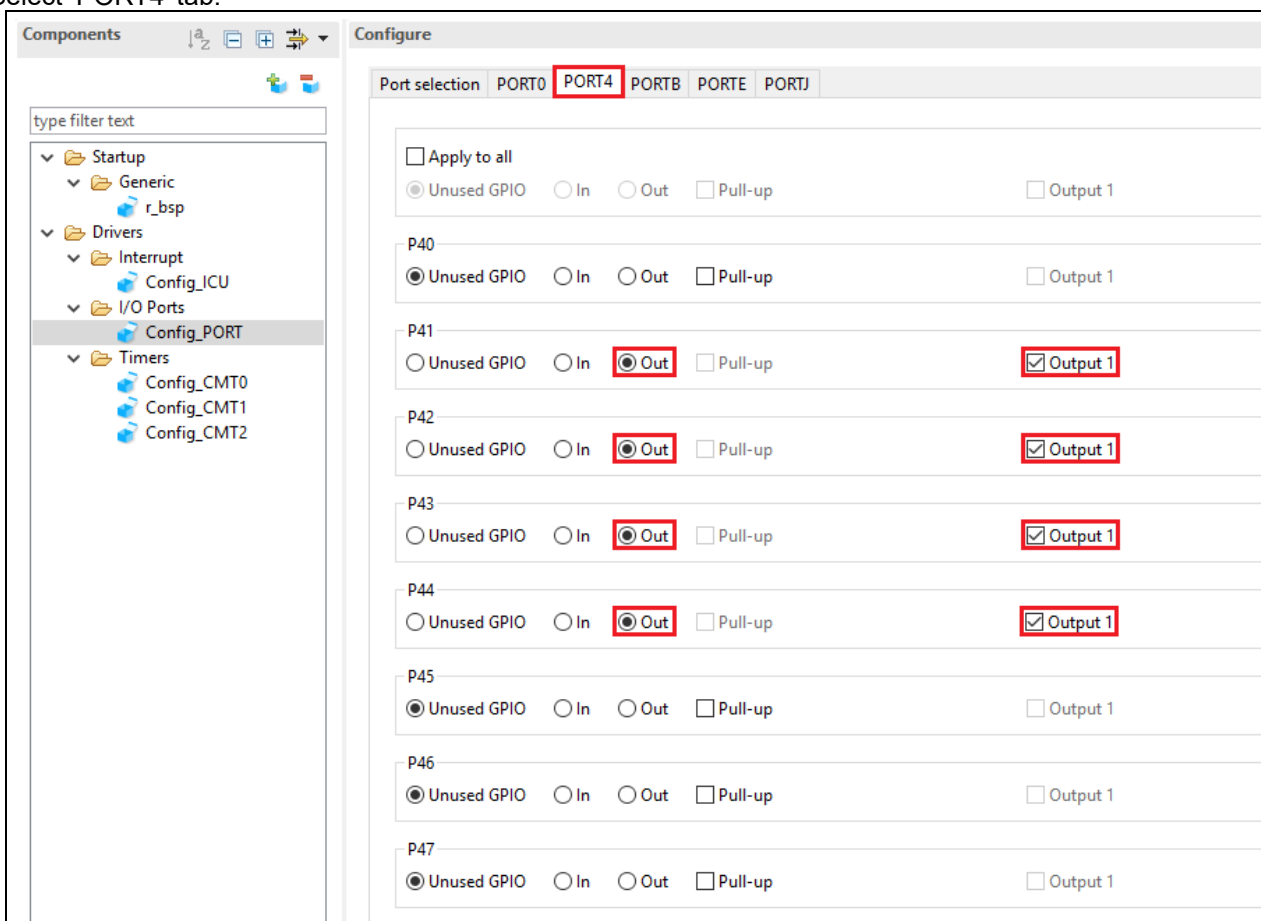 select 'PORT4' tab.
Components
Configure
Port selection PORT0 PORT4 PORTB PORTE PORTJ
type filter text
Startup
Generic
r_bsp
Drivers
Interrupt
Config_ICU
I/O Ports
Config_PORT
Timers
Config_CMT0
Config_CMT1
Config_CMT2
Apply to all
Unused GPIO In Out Pull-up Output 1
P40
Unused GPIO In Out Pull-up Output 1
P41
Unused GPIO In Out Pull-up Output 1
P42
Unused GPIO In Out Pull-up Output 1
P43
Unused GPIO In Out Pull-up Output 1
P44
Unused GPIO In Out Pull-up Output 1
P45
Unused GPIO In Out Pull-up Output 1
P46
Unused GPIO In Out Pull-up Output 1
P47
Unused GPIO In Out Pull-up Output 1